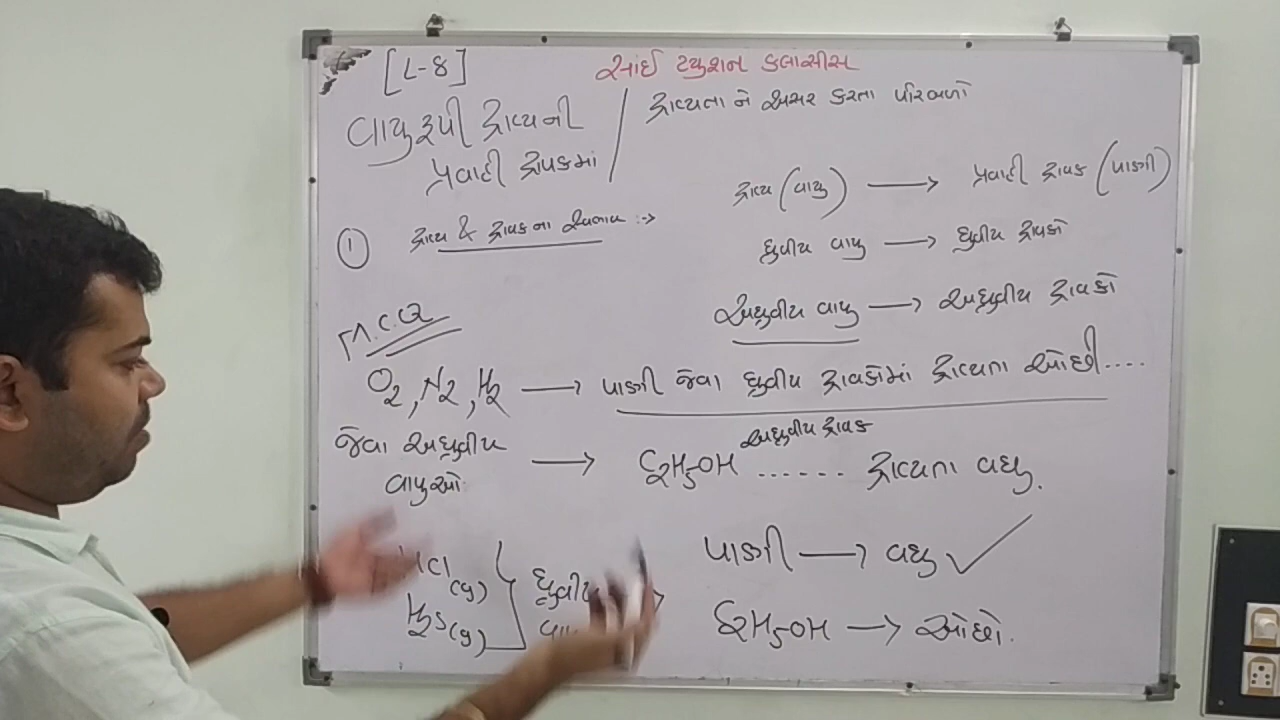 [L-8]
સાંઈ ટ્યુશન ક્લાસીસ
વાયુરૂપી દ્રાવ્યની
પ્રવાહી દ્રાવકમાં
દ્રાવ્યતા ને અસર કરતા પરિબળો
દ્રાવ્ય (વાયુ) ⟶ પ્રવાહી દ્રાવક (પાણી)
① દ્રાવ્ય & દ્રાવકના સ્વભાવ :→
ધ્રુવીય વાયુ ⟶ ધ્રુવીય દ્રાવકો
અધ્રુવીય વાયુ ⟶ અધ્રુવીય દ્રાવકો
M.C.Q
O2, N2, H2 ⟶ પાણી જેવા ધ્રુવીય દ્રાવકોમાં દ્રાવ્યતા ઓછી....
જેવા અધ્રુવીય
વાયુઓ
અધ્રુવીય દ્રાવક
⟶ C2H5OH ...... દ્રાવ્યતા વધુ.
HCl(g)
H2S(g)
ધ્રુવીય
પાણી ⟶ વધુ ✓
C2H5OH ⟶ ઓછો.